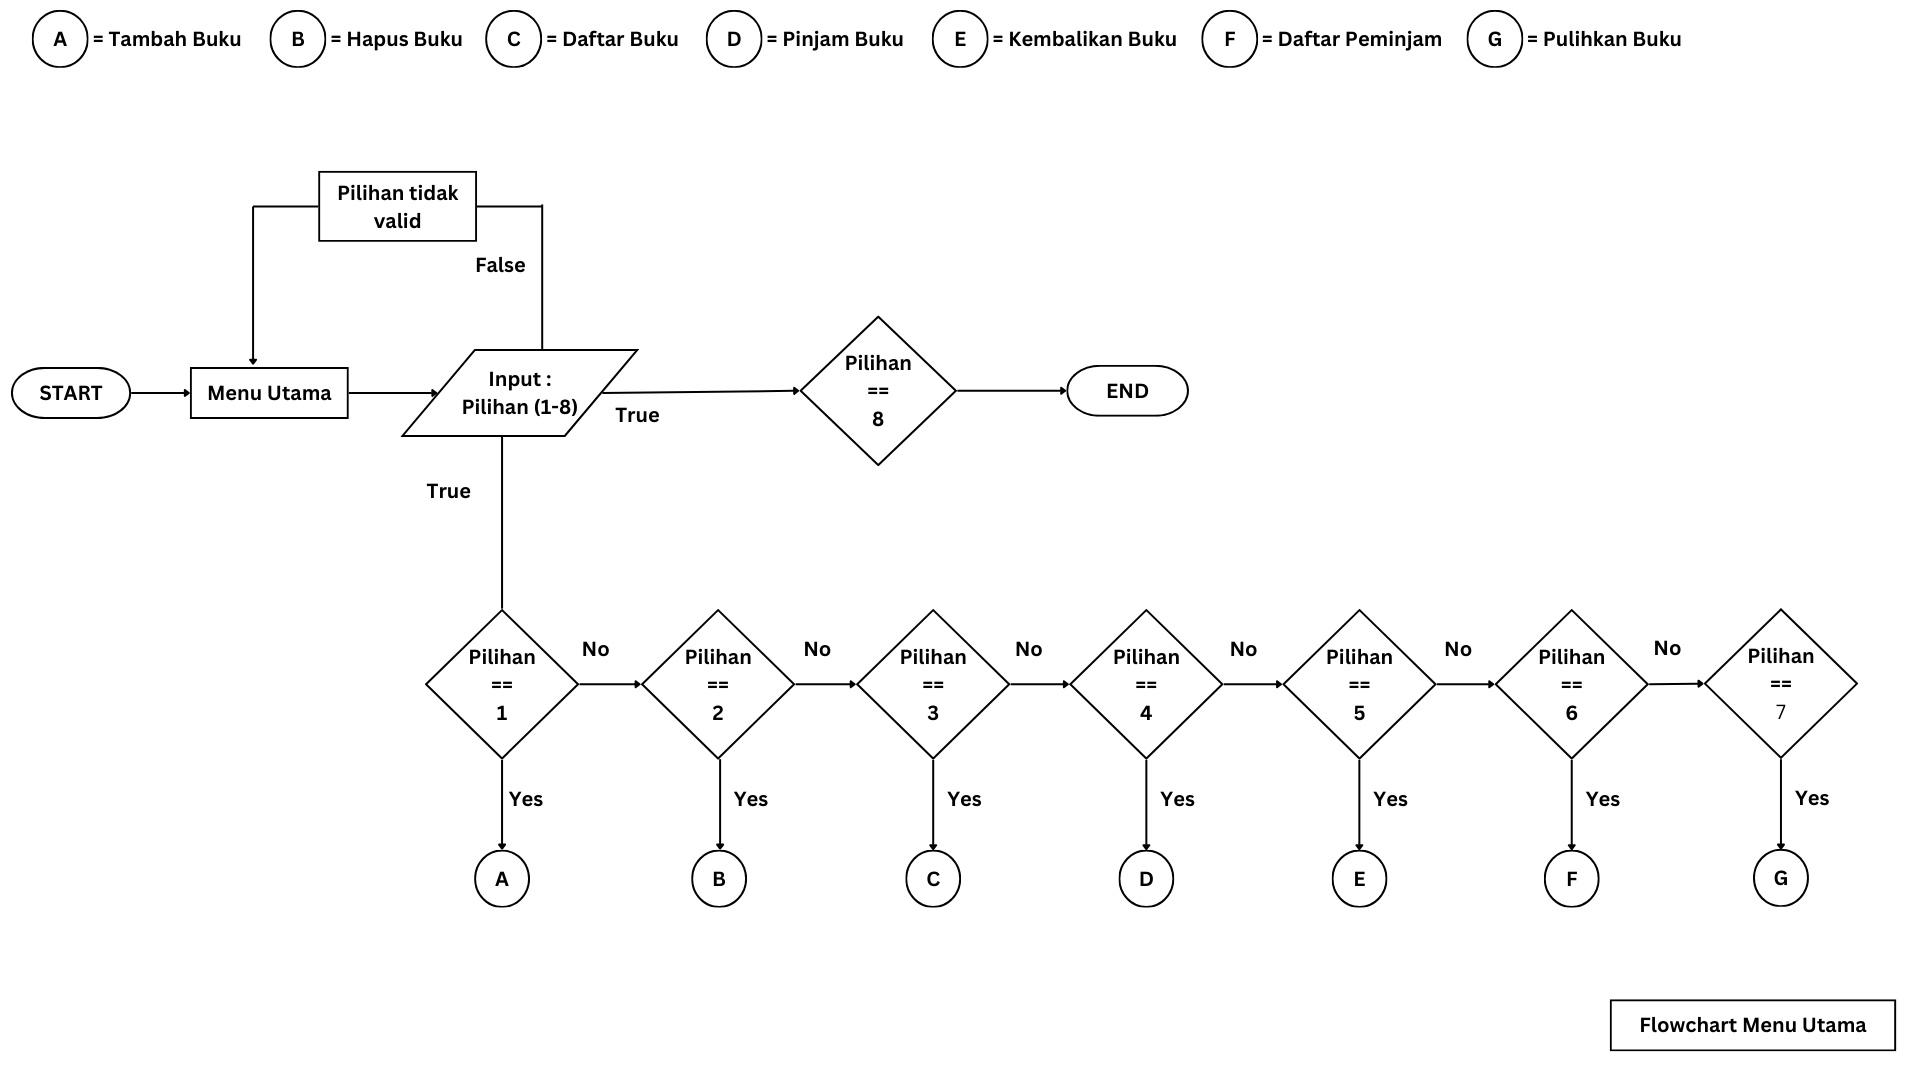 A = Tambah Buku B = Hapus Buku C = Daftar Buku D = Pinjam Buku E = Kembalikan Buku F = Daftar Peminjam G = Pulihkan Buku
Pilihan tidak
valid
False
START
Menu Utama
Input :
Pilihan (1-8)
True
Pilihan
==
8
END
True
Pilihan
==
1
No
Pilihan
==
2
No
Pilihan
==
3
No
Pilihan
==
4
No
Pilihan
==
5
No
Pilihan
==
6
No
Pilihan
==
7
Yes
Yes
Yes
Yes
Yes
Yes
Yes
A
B
C
D
E
F
G
Flowchart Menu Utama